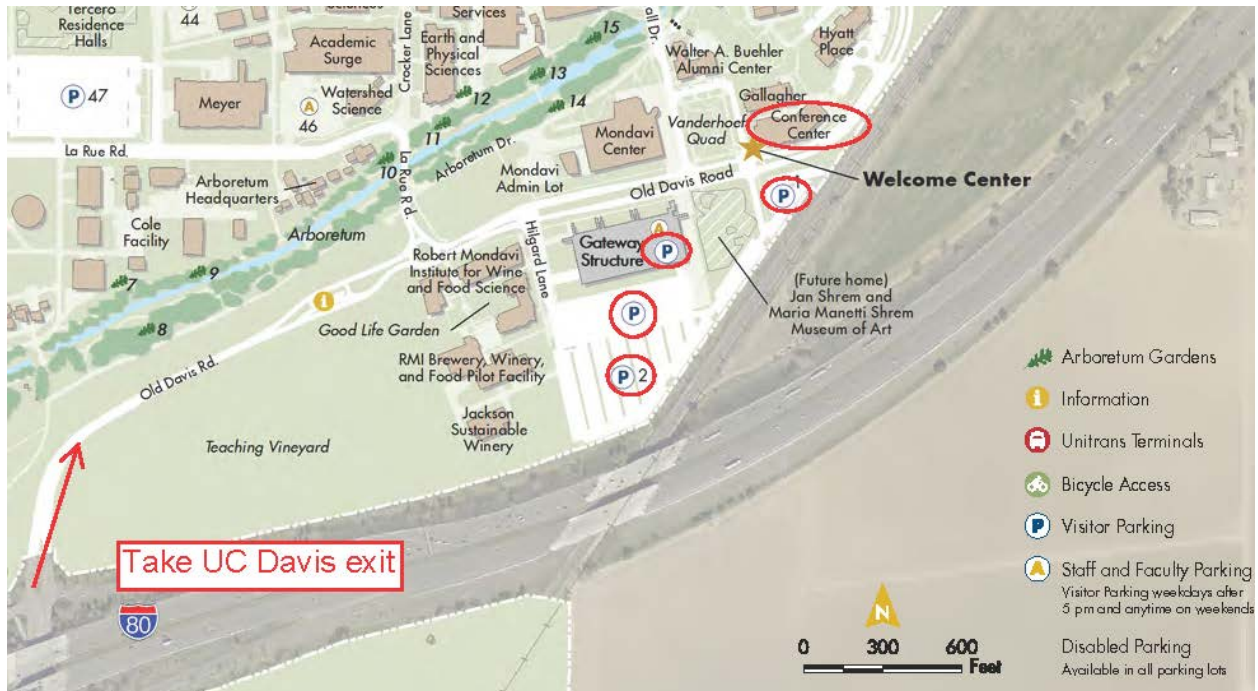 Tercero
Residence
Halls
44
Sciences
Services
15
all Dr.
Hyatt
Place
Academic
Surge
Crocker Lane
Earth and
Physical
Sciences
Walter A. Buehler
Alumni Center
P 47
Meyer
A
46
Watershed
Science
13
12
14
11
Gallagher
Conference
Center
Vanderhoef
Quad
Mondavi
Center
La Rue Rd.
10
La Rue Rd.
Arboretum Dr.
Mondavi
Admin Lot
Old Davis Road
Welcome Center
P 1
Arboretum
Headquarters
Cole
Facility
Arboretum
Hilgard Lane
A
Gateway
Structure
P
Robert Mondavi
Institute for Wine
and Food Science
7
9
8
i
Good Life Garden
P
(Future home)
Jan Shrem and
Maria Manetti Shrem
Museum of Art
Old Davis Rd.
RMI Brewery, Winery,
and Food Pilot Facility
P 2
Jackson
Sustainable
Winery
Teaching Vineyard
Take UC Davis exit
80
Arboretum Gardens
i Information
Unitrans Terminals
Bicycle Access
P Visitor Parking
A Staff and Faculty Parking
Visitor Parking weekdays after
5 pm and anytime on weekends
Disabled Parking
Available in all parking lots
N
0 300 600
Feet